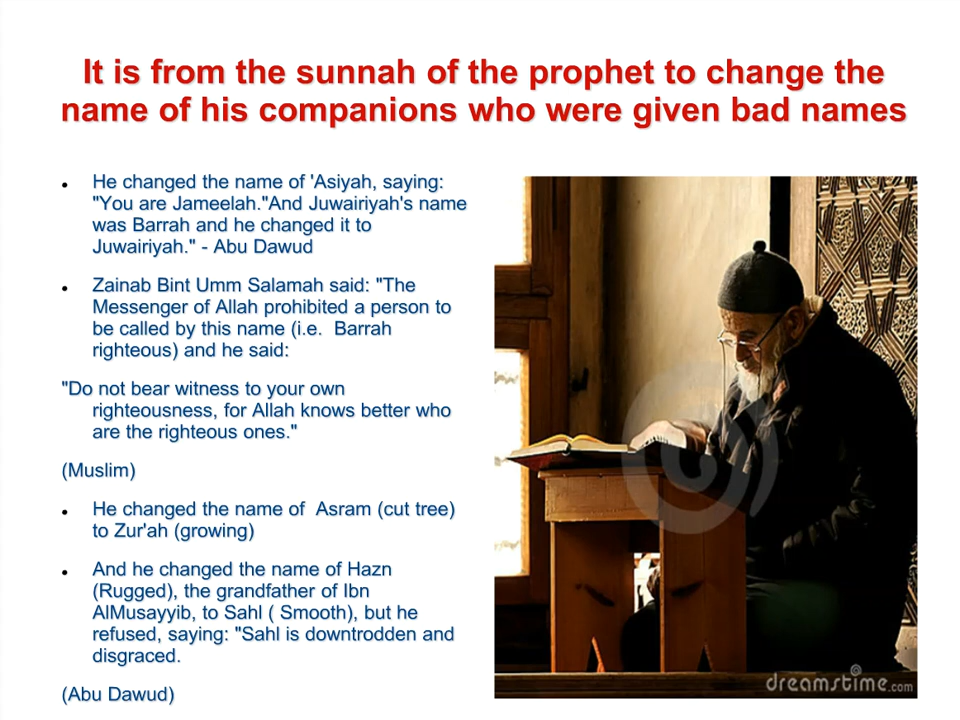 It is from the sunnah of the prophet to change the
name of his companions who were given bad names
• He changed the name of 'Asiyah, saying:
"You are Jameelah."And Juwairiyah's name
was Barrah and he changed it to
Juwairiyah." - Abu Dawud
• Zainab Bint Umm Salamah said: "The
Messenger of Allah prohibited a person to
be called by this name (i.e. Barrah
righteous) and he said:
"Do not bear witness to your own
righteousness, for Allah knows better who
are the righteous ones."
(Muslim)
• He changed the name of Asram (cut tree)
to Zur'ah (growing)
• And he changed the name of Hazn
(Rugged), the grandfather of Ibn
AlMusayyib, to Sahl ( Smooth), but he
refused, saying: "Sahl is downtrodden and
disgraced.
(Abu Dawud)
dreamstime.com